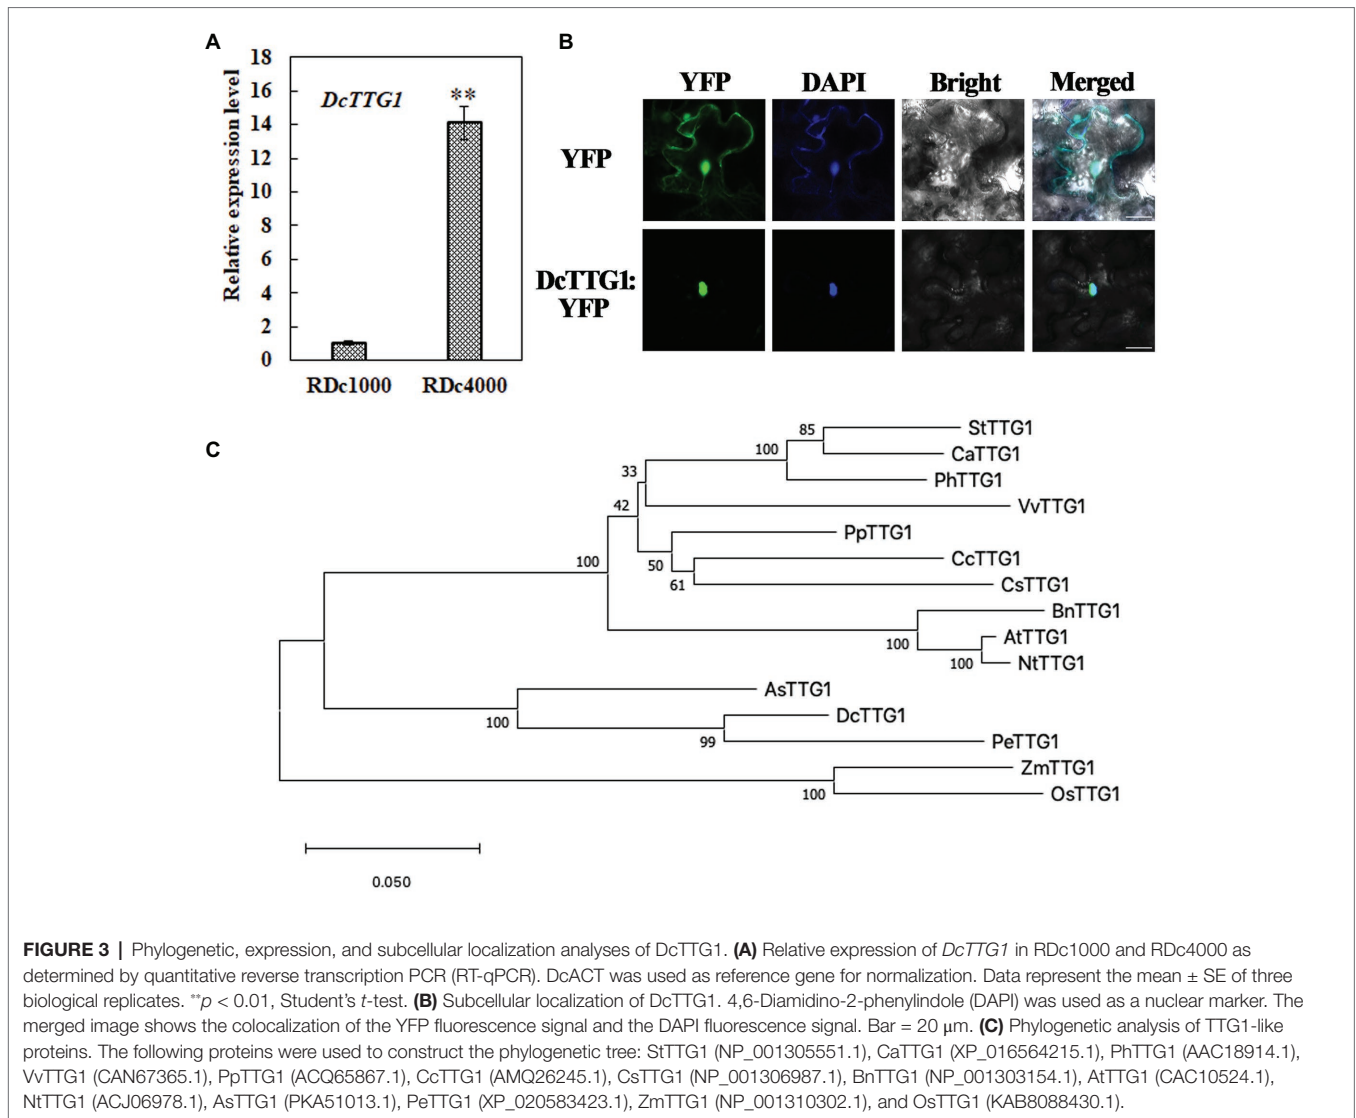 A
B
18
16
14
12
10
8
6
4
2
0
Relative expression level
DcTTG1
**
RDc1000 RDc4000
YFP DAPI Bright Merged
YFP
DcTTG1:
YFP
C
85
100
33
42
100
50
61
100
100
100
99
100
StTTG1
CaTTG1
PhTTG1
VvTTG1
PpTTG1
CcTTG1
CsTTG1
BnTTG1
AtTTG1
NtTTG1
AsTTG1
DcTTG1
PeTTG1
ZmTTG1
OsTTG1
0.050
FIGURE 3 | Phylogenetic, expression, and subcellular localization analyses of DcTTG1. (A) Relative expression of DcTTG1 in RDc1000 and RDc4000 as
determined by quantitative reverse transcription PCR (RT-qPCR). DcACT was used as reference gene for normalization. Data represent the mean ± SE of three
biological replicates. **p < 0.01, Student's t-test. (B) Subcellular localization of DcTTG1. 4,6-Diamidino-2-phenylindole (DAPI) was used as a nuclear marker. The
merged image shows the colocalization of the YFP fluorescence signal and the DAPI fluorescence signal. Bar = 20 μm. (C) Phylogenetic analysis of TTG1-like
proteins. The following proteins were used to construct the phylogenetic tree: StTTG1 (NP_001305551.1), CaTTG1 (XP_016564215.1), PhTTG1 (AAC18914.1),
VvTTG1 (CAN67365.1), PpTTG1 (ACQ65867.1), CcTTG1 (AMQ26245.1), CsTTG1 (NP_001306987.1), BnTTG1 (NP_001303154.1), AtTTG1 (CAC10524.1),
NtTTG1 (ACJ06978.1), AsTTG1 (PKA51013.1), PeTTG1 (XP_020583423.1), ZmTTG1 (NP_001310302.1), and OsTTG1 (KAB8088430.1).